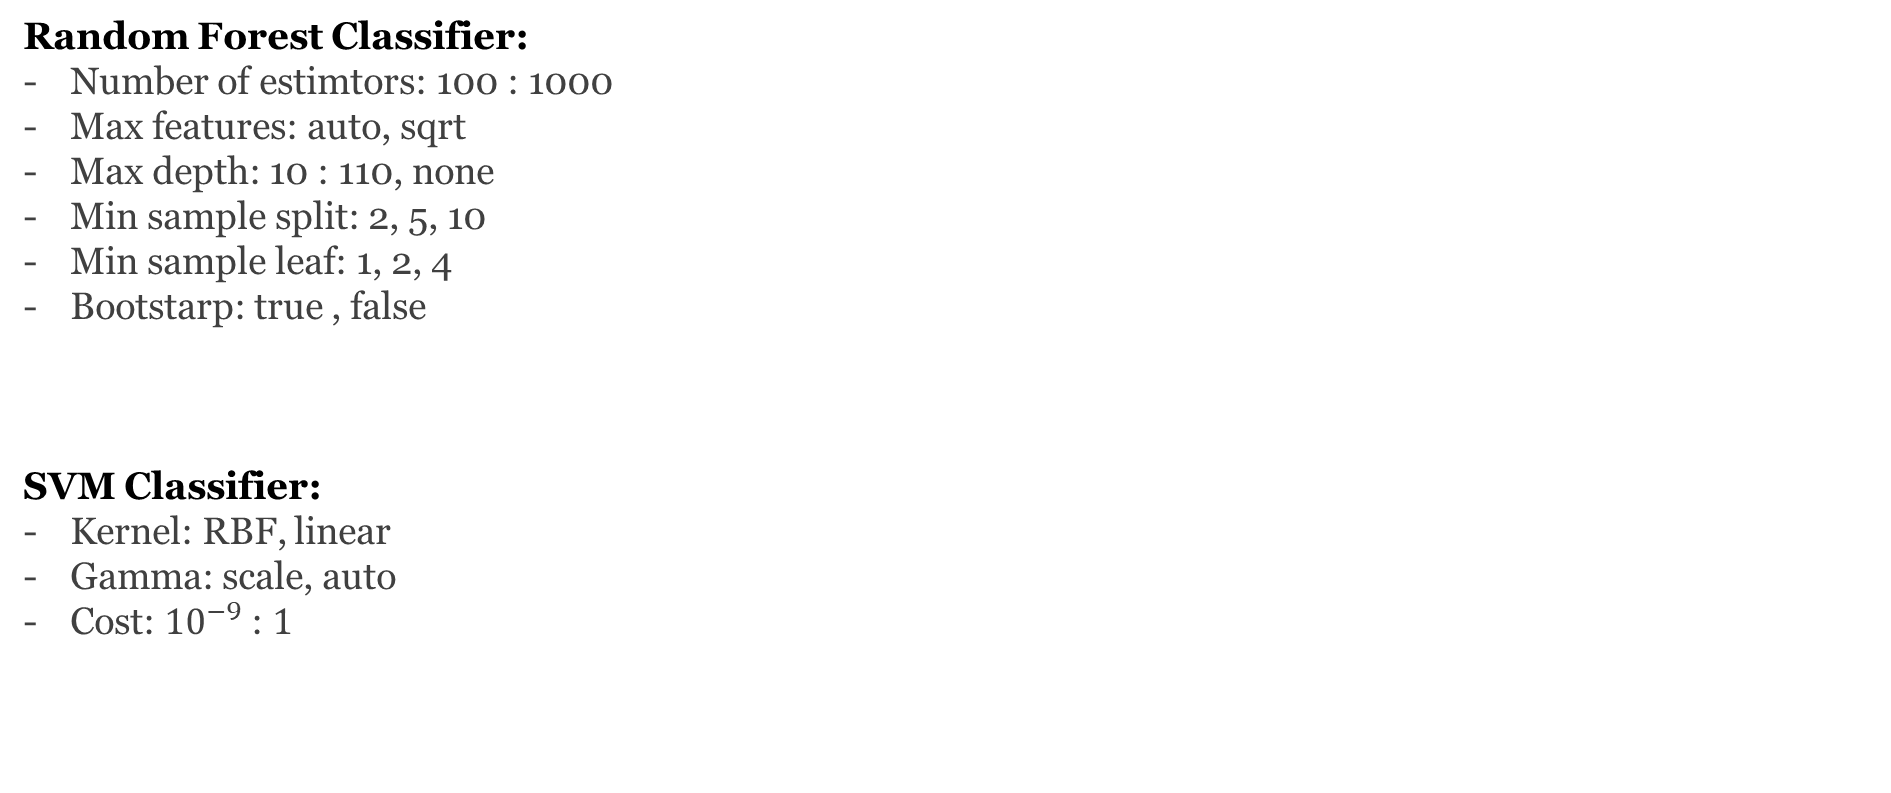 Random Forest Classifier:
- Number of estimtors: 100 : 1000
- Max features: auto, sqrt
- Max depth: 10 : 110, none
- Min sample split: 2, 5, 10
- Min sample leaf: 1, 2, 4
- Bootstarp: true , false
SVM Classifier:
- Kernel: RBF, linear
- Gamma: scale, auto
- Cost: 10⁻⁹ : 1